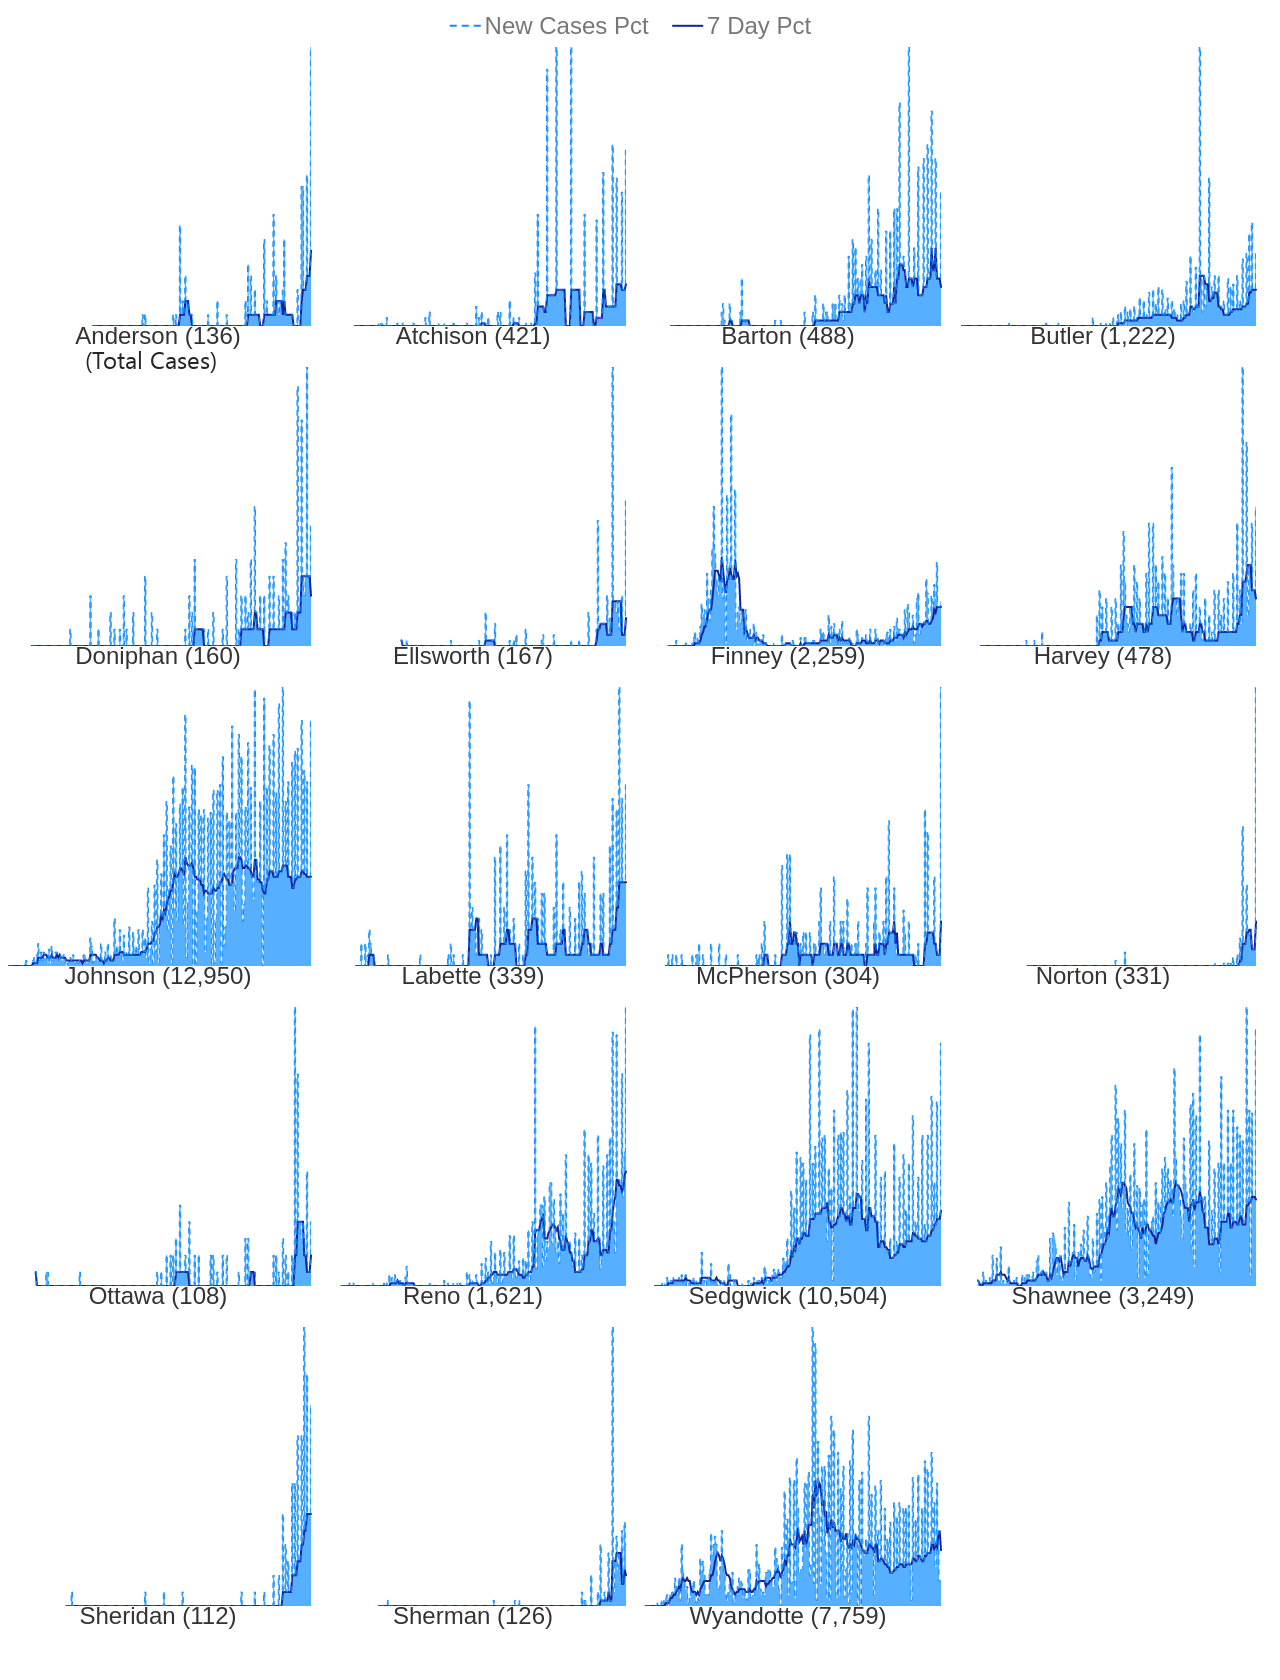 New Cases Pct 7 Day Pct
Anderson (136) Atchison (421) Barton (488) Butler (1,222)
(Total Cases)
Doniphan (160) Ellsworth (167) Finney (2,259) Harvey (478)
Johnson (12,950) Labette (339) McPherson (304) Norton (331)
Ottawa (108) Reno (1,621) Sedgwick (10,504) Shawnee (3,249)
Sheridan (112) Sherman (126) Wyandotte (7,759)